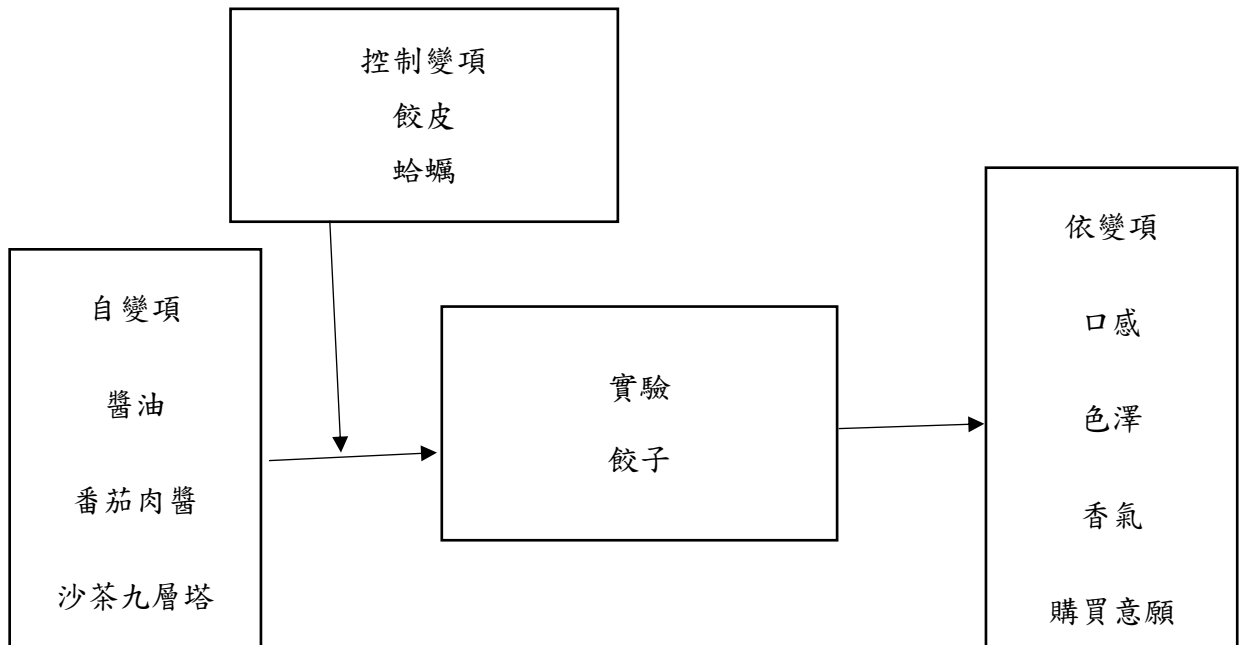 控制變項
餃皮
蛤蠣
自變項
醬油
番茄肉醬
沙茶九層塔
實驗
餃子
依變項
口感
色澤
香氣
購買意願